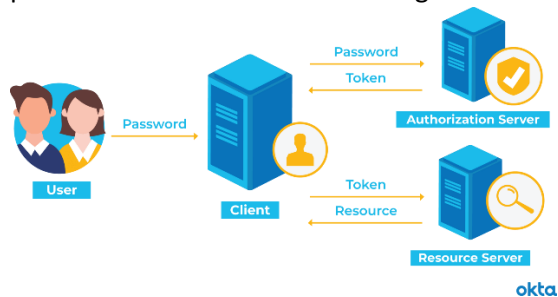 Password
Token
Authorization Server
Password
User
Client
Token
Resource
Resource Server
okta